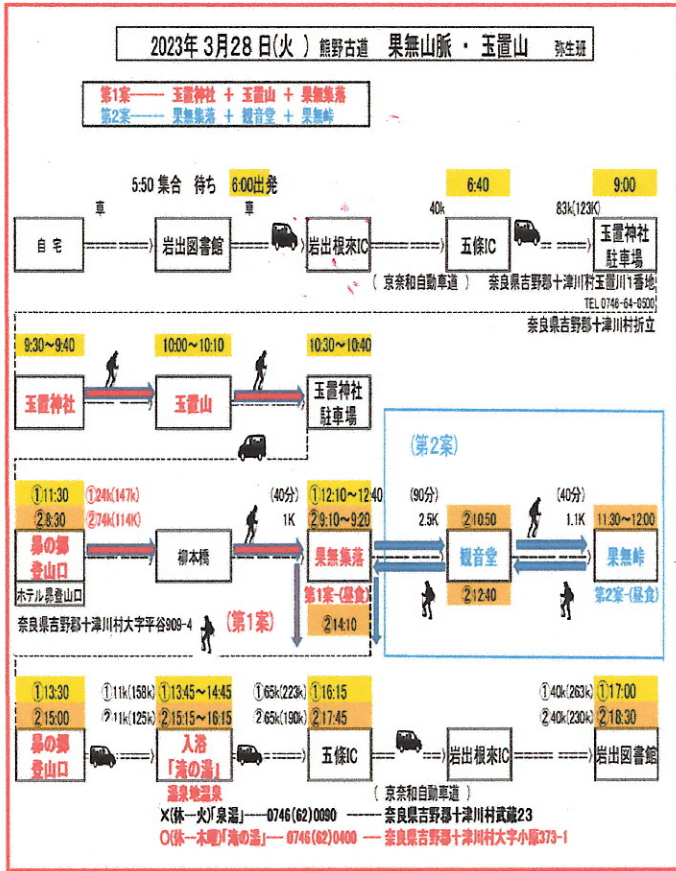 2023年3月28日(火) 熊野古道 果無山脈・玉置山 弥生班
第1案----- 玉置神社 + 玉置山 + 果無集落
第2案----- 果無集落 + 観音堂 + 果無峠
5:50 集合 待ち 6:00出発 6:40 9:00
車 車 40k 83k(123K)
自宅 岩出図書館 岩出根來IC 五條IC 玉置神社
駐車場
( 京奈和自動車道 ) 奈良県吉野郡十津川村玉置川1番地
TEL 0746-64-0500
奈良県吉野郡十津川村折立
9:30~9:40 10:00~10:10 10:30~10:40
玉置神社 玉置山 玉置神社
駐車場
(第2案)
①11:30 ①24k(147k) (40分) ①12:10~12:40 (90分) (40分)
②8:30 ②74k(114K) 1K ②9:10~9:20 2.5K ②10:50 1.1K 11:30~12:00
昴の郷
登山口 柳本橋 果無集落 観音堂 果無峠
ホテル昴登山口 第1案-(昼食) ②12:40 第2案-(昼食)
奈良県吉野郡十津川村大字平谷909-4 (第1案) ②14:10
①13:30 ①11k(158k) ①13:45~14:45 ①65k(223k) ①16:15 ①40k(263k) ①17:00
②15:00 ②11k(125k) ②15:15~16:15 ②65k(190k) ②17:45 ②40k(230k) ②18:30
昴の郷
登山口 入浴
「滝の湯」 五條IC 岩出根來IC 岩出図書館
温泉地温泉 ( 京奈和自動車道 )
X(休--火)「泉湯」----0746(62)0090 ------奈良県吉野郡十津川村武蔵23
○(休--木曜)「滝の湯」--- 0746(62)0400 --- 奈良県吉野郡十津川村大字小原373-1